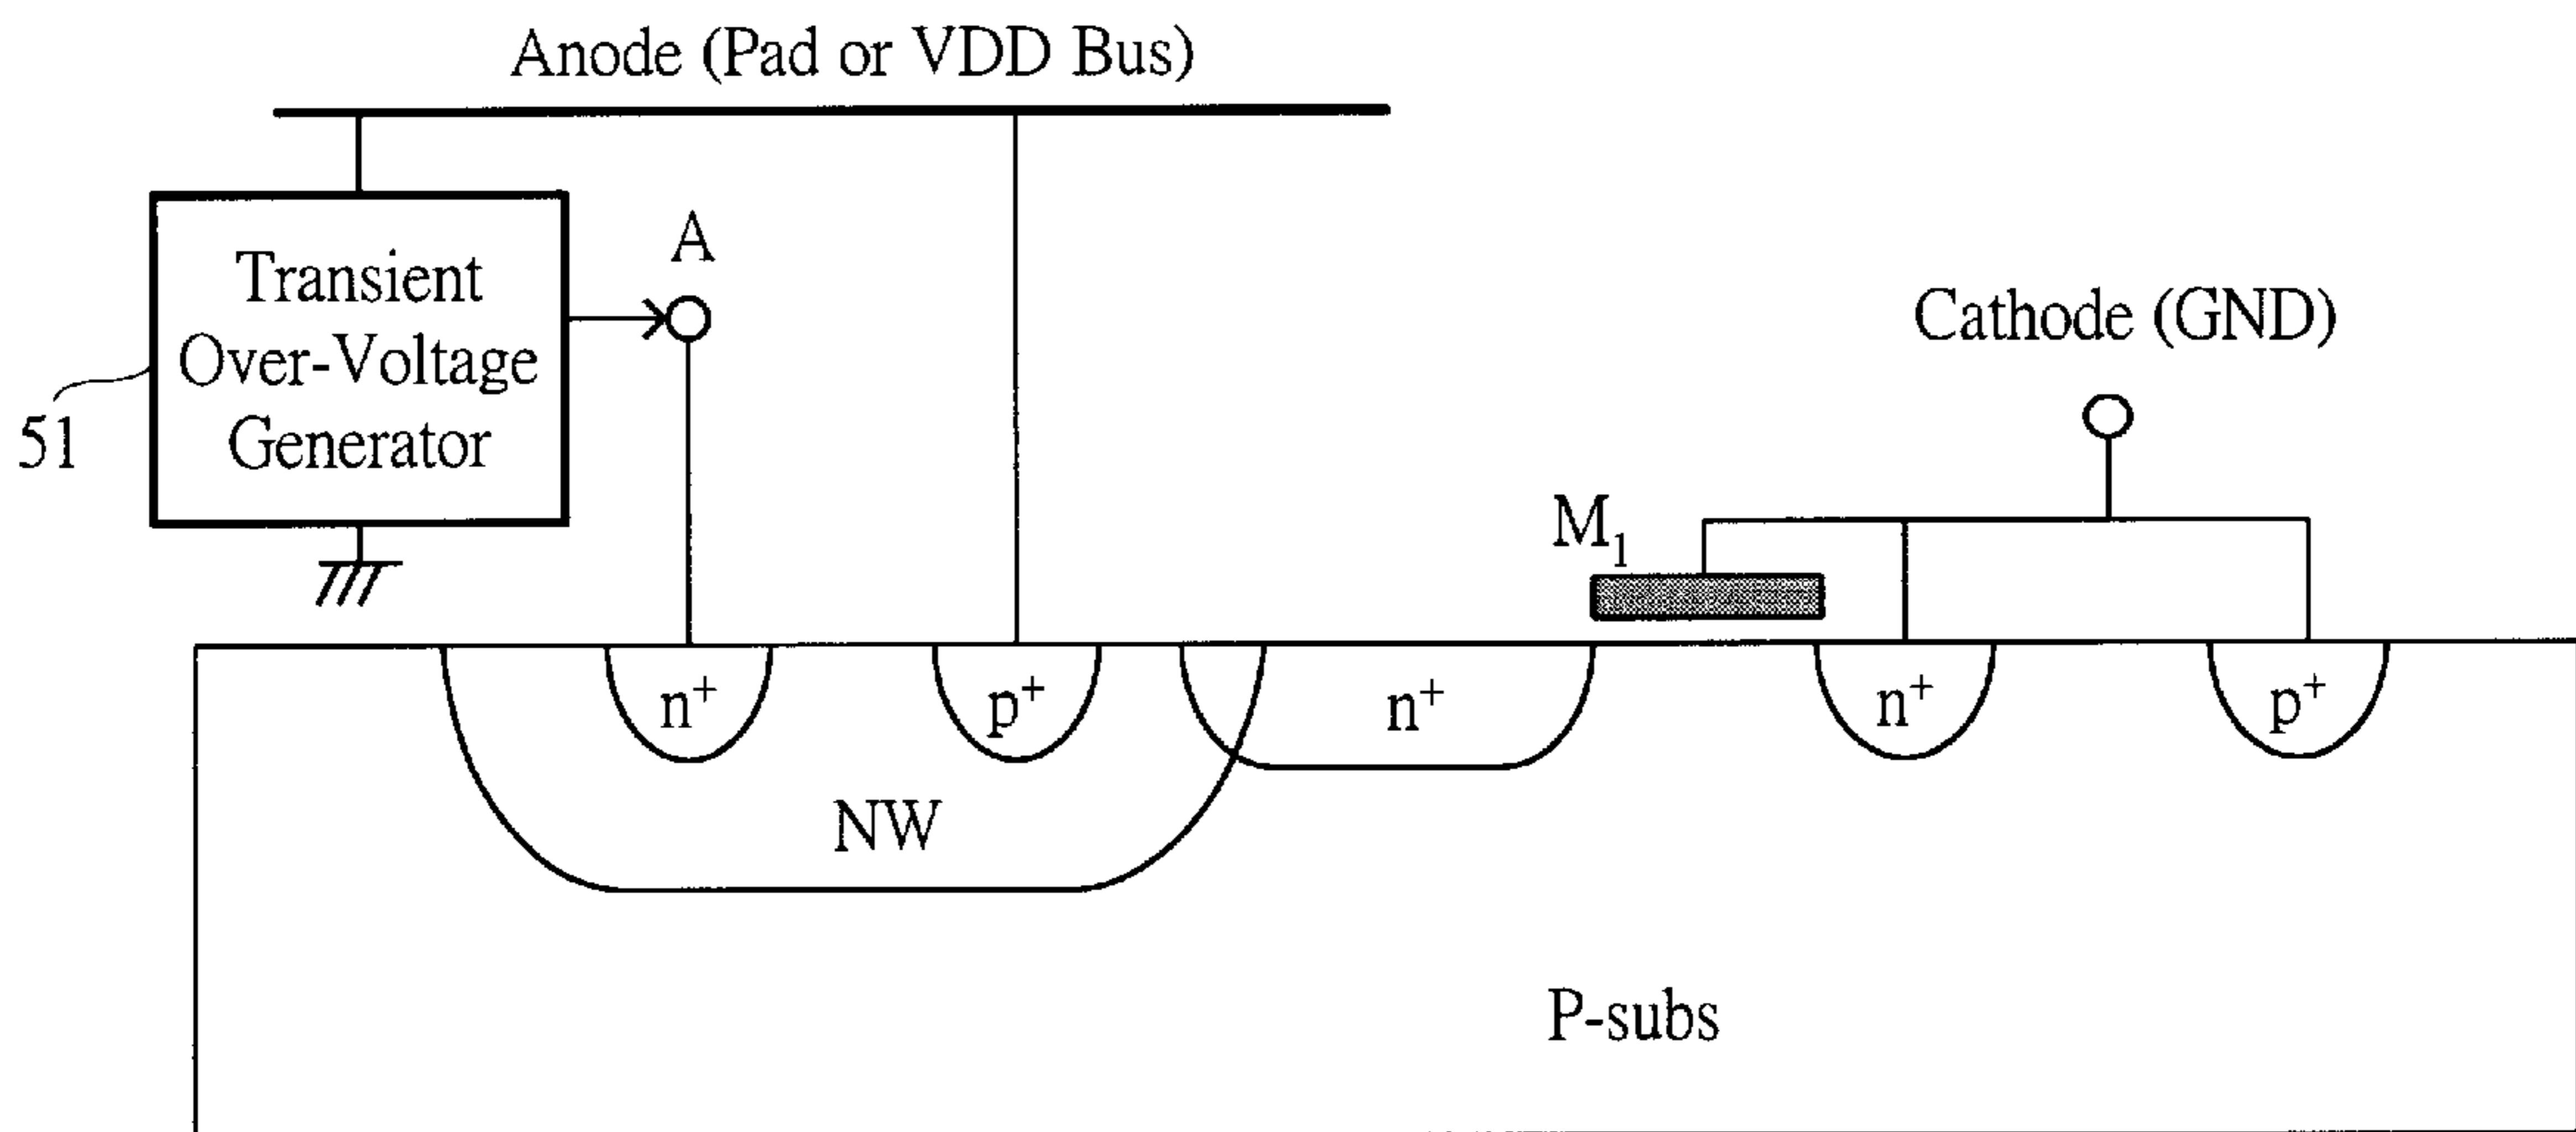 Anode (Pad or VDD Bus)
A
Transient
Over-Voltage
Generator
51
Cathode (GND)
M₁
n⁺
p⁺
n⁺
n⁺
p⁺
NW
P-subs